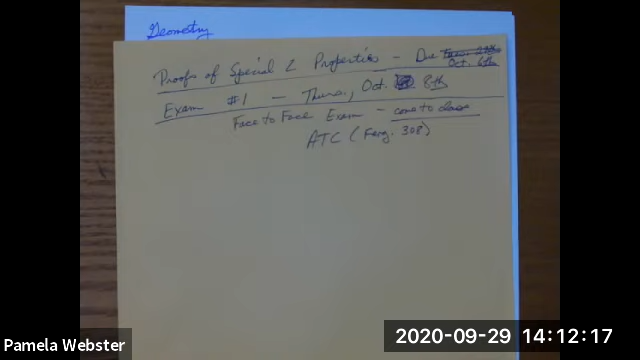 Geometry
Proofs of Special ∠ Properties - Due Oct. 6th
Exam #1 - Thurs., Oct. 8th
Face to Face Exam - come to class
ATC (Ferg. 308)
Pamela Webster
2020-09-29 14:12:17